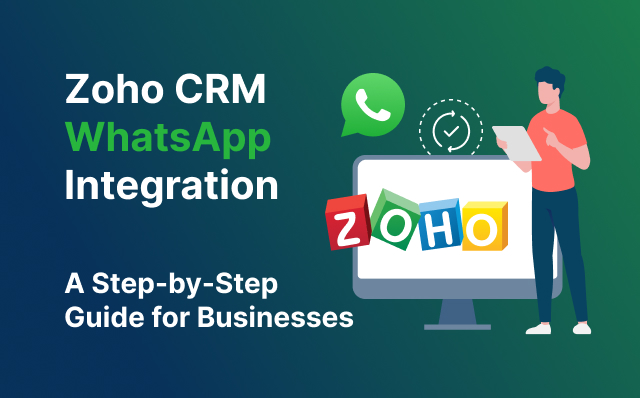 Zoho CRM
WhatsApp
Integration
ZOHO
A Step-by-Step
Guide for Businesses